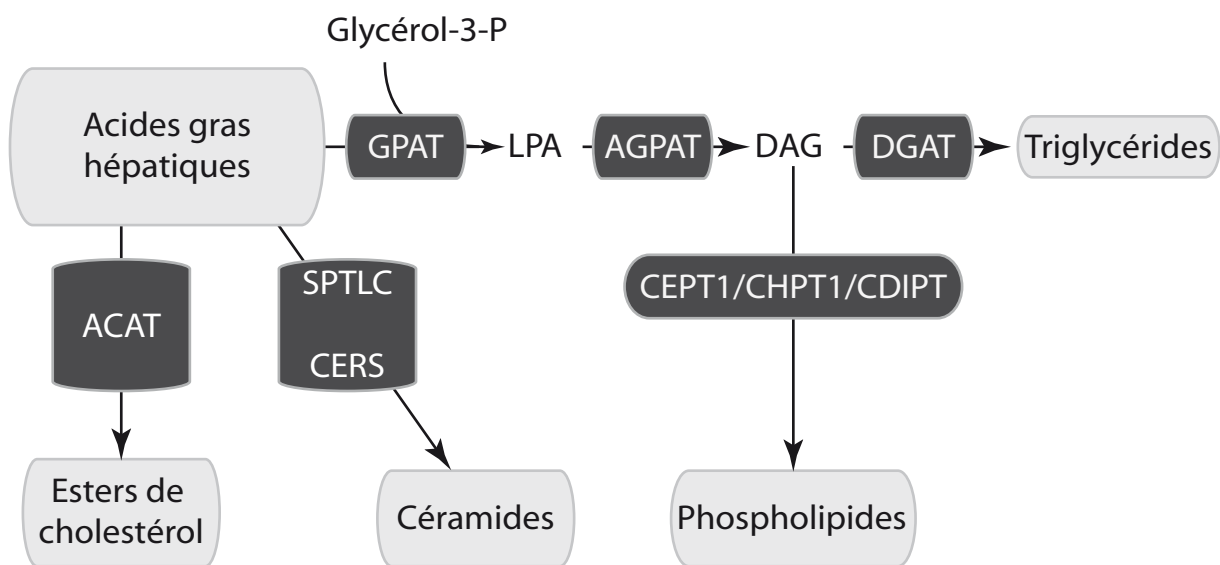 Glycérol-3-P
Acides gras
hépatiques
GPAT
LPA
AGPAT
DAG
DGAT
Triglycérides
SPTLC
CERS
ACAT
CEPT1/CHPT1/CDIPT
Esters de
cholestérol
Céramides
Phospholipides